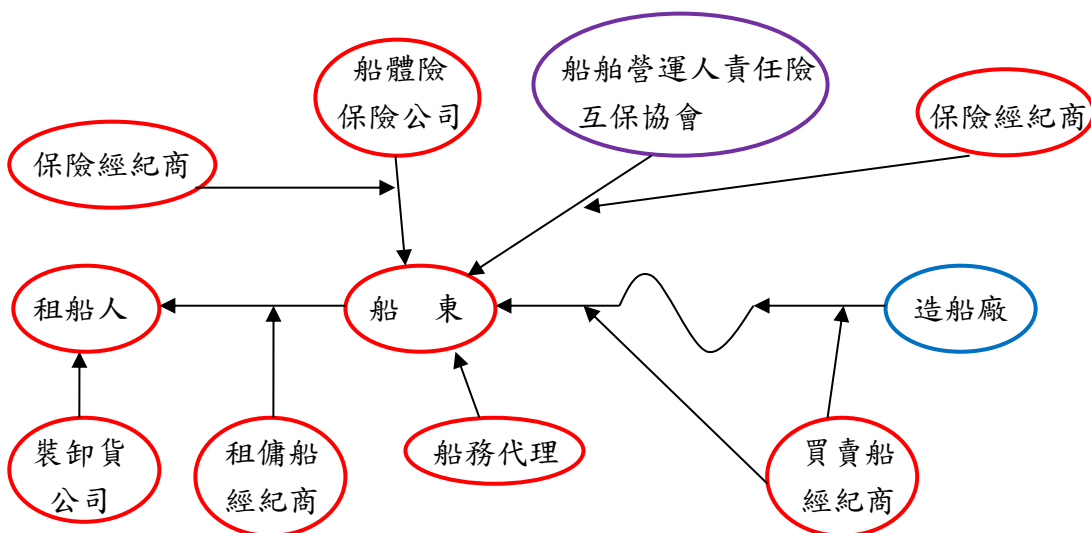 船體險
保險公司
船舶營運人責任險
互保協會
保險經紀商
保險經紀商
租船人
船 東
造船廠
裝卸貨
公司
租傭船
經紀商
船務代理
買賣船
經紀商